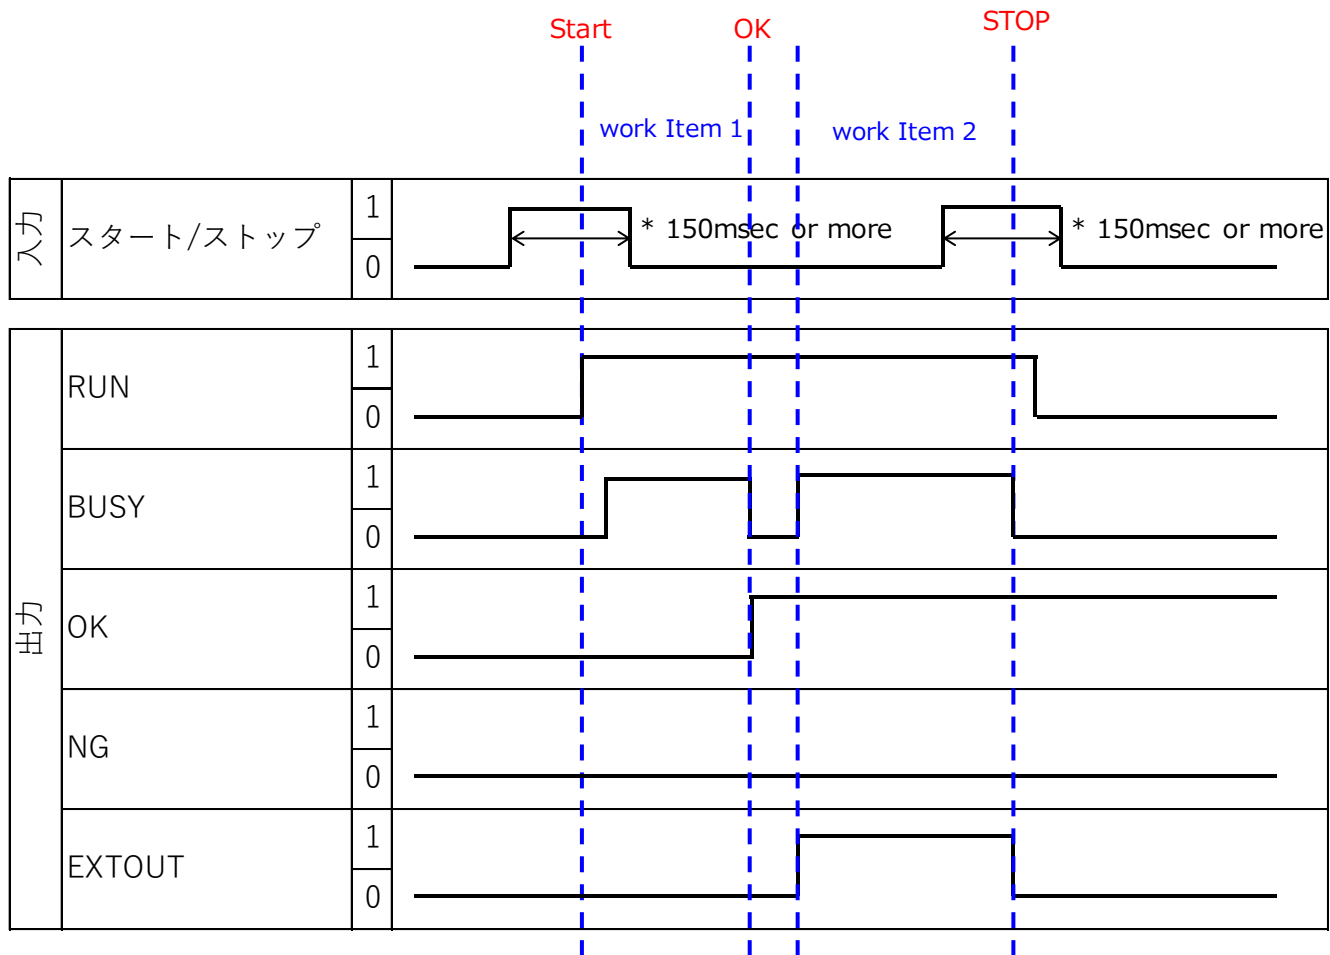 Start OK STOP
work Item 1 work Item 2
入力
スタート/ストップ
1
0
* 150msec or more * 150msec or more
出力
RUN
1
0
BUSY
1
0
OK
1
0
NG
1
0
EXTOUT
1
0